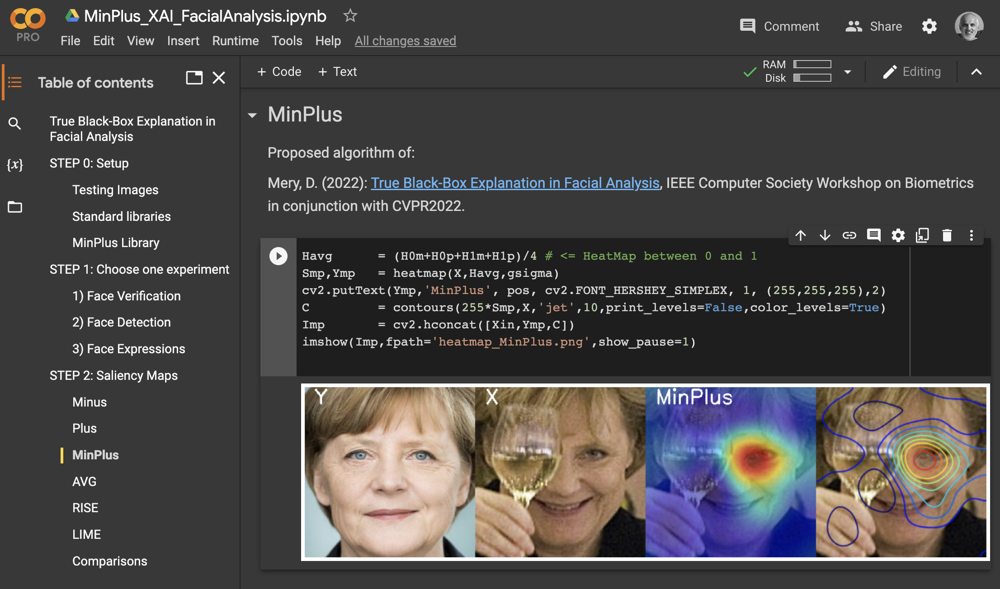 MinPlus_XAI_FacialAnalysis.ipynb
PRO
File Edit View Insert Runtime Tools Help All changes saved
Comment
Share
Table of contents
True Black-Box Explanation in
Facial Analysis
STEP 0: Setup
Testing Images
Standard libraries
MinPlus Library
STEP 1: Choose one experiment
1) Face Verification
2) Face Detection
3) Face Expressions
STEP 2: Saliency Maps
Minus
Plus
MinPlus
AVG
RISE
LIME
Comparisons
{x}
+ Code + Text
RAM
Disk
Editing
MinPlus
Proposed algorithm of:
Mery, D. (2022): True Black-Box Explanation in Facial Analysis, IEEE Computer Society Workshop on Biometrics
in conjunction with CVPR2022.
Havg = (H0m+H0p+H1m+H1p)/4 # <= HeatMap between 0 and 1
Smp,Ymp = heatmap(X,Havg,gsigma)
cv2.putText(Ymp,'MinPlus', pos, cv2.FONT_HERSHEY_SIMPLEX, 1, (255,255,255),2)
C = contours(255*Smp,X,'jet',10,print_levels=False,color_levels=True)
Imp = cv2.hconcat([Xin,Ymp,C])
imshow(Imp,fpath='heatmap_MinPlus.png',show_pause=1)
Y
X
MinPlus